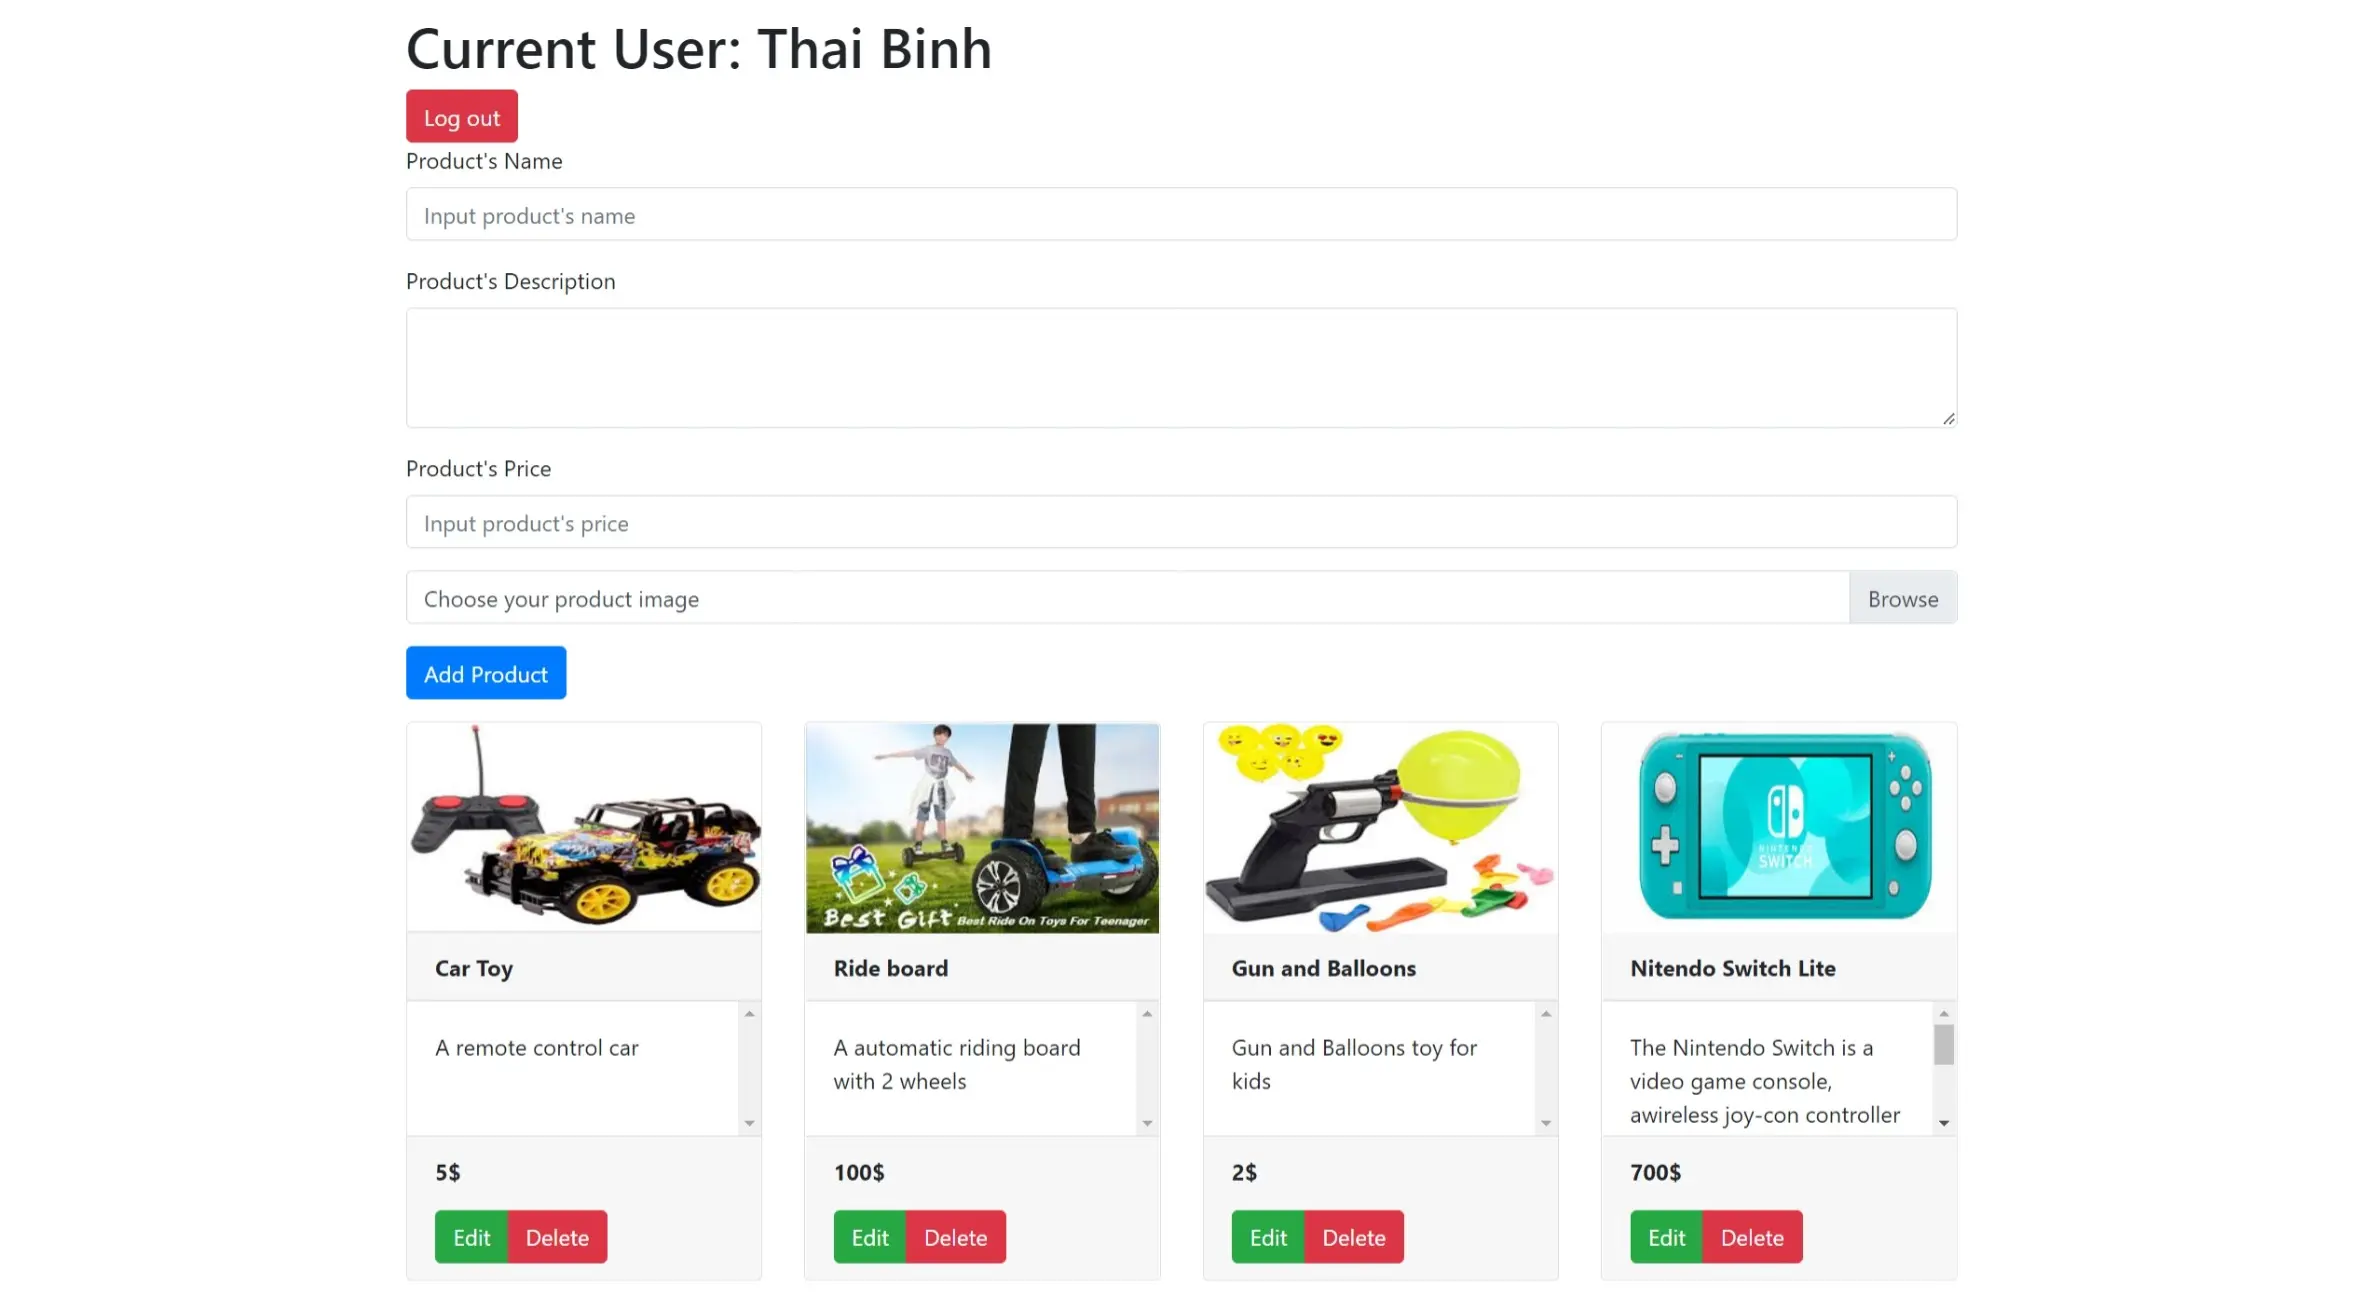 Current User: Thai Binh
Log out
Product's Name
Input product's name
Product's Description
Product's Price
Input product's price
Choose your product image
Browse
Add Product
Best Gift Best Ride On Toys For Teenager
NINTENDO
SWITCH
Car Toy
Ride board
Gun and Balloons
Nitendo Switch Lite
A remote control car
A automatic riding board
with 2 wheels
Gun and Balloons toy for
kids
The Nintendo Switch is a
video game console,
awireless joy-con controller
5$
100$
2$
700$
Edit
Delete
Edit
Delete
Edit
Delete
Edit
Delete